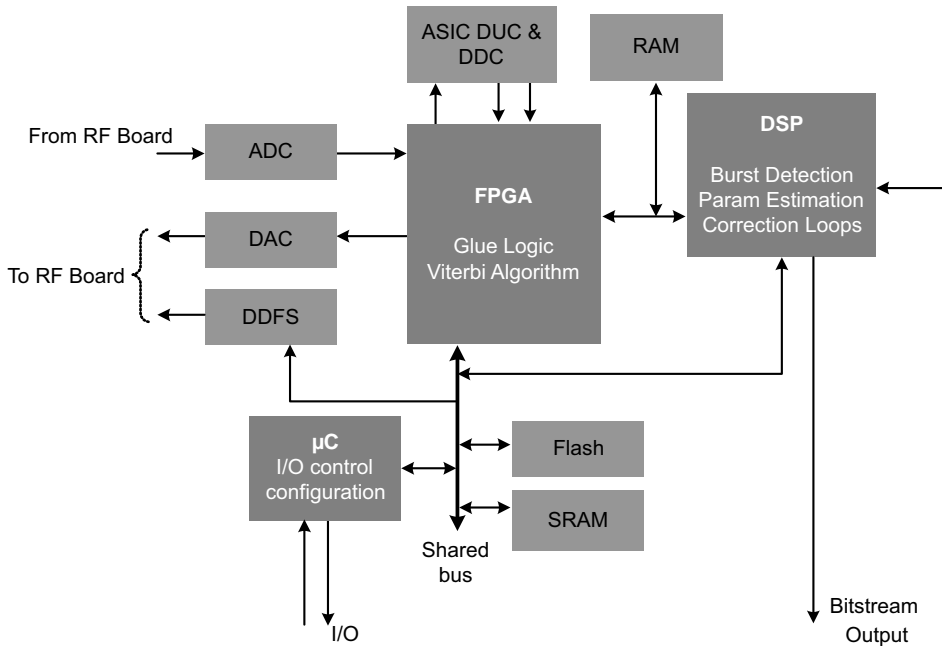 ASIC DUC &
DDC
RAM
From RF Board
ADC
FPGA
Glue Logic
Viterbi Algorithm
DSP
Burst Detection
Param Estimation
Correction Loops
DAC
To RF Board
DDFS
µC
I/O control
configuration
Flash
SRAM
Shared
bus
I/O
Bitstream
Output